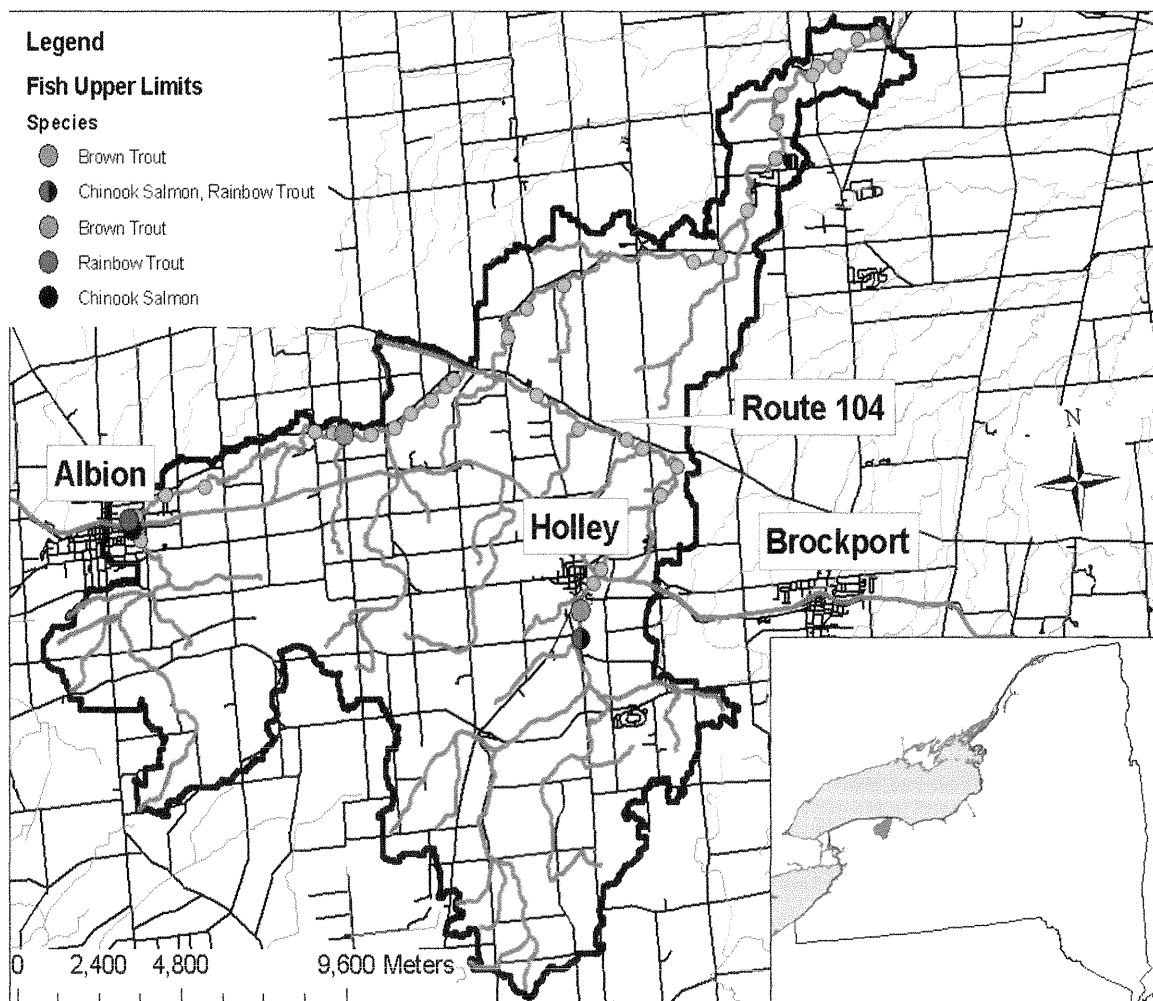 Legend
Fish Upper Limits
Species
Brown Trout
Chinook Salmon, Rainbow Trout
Brown Trout
Rainbow Trout
Chinook Salmon
Route 104
N
Albion
Holley
Brockport
0 2,400 4,800 9,600 Meters